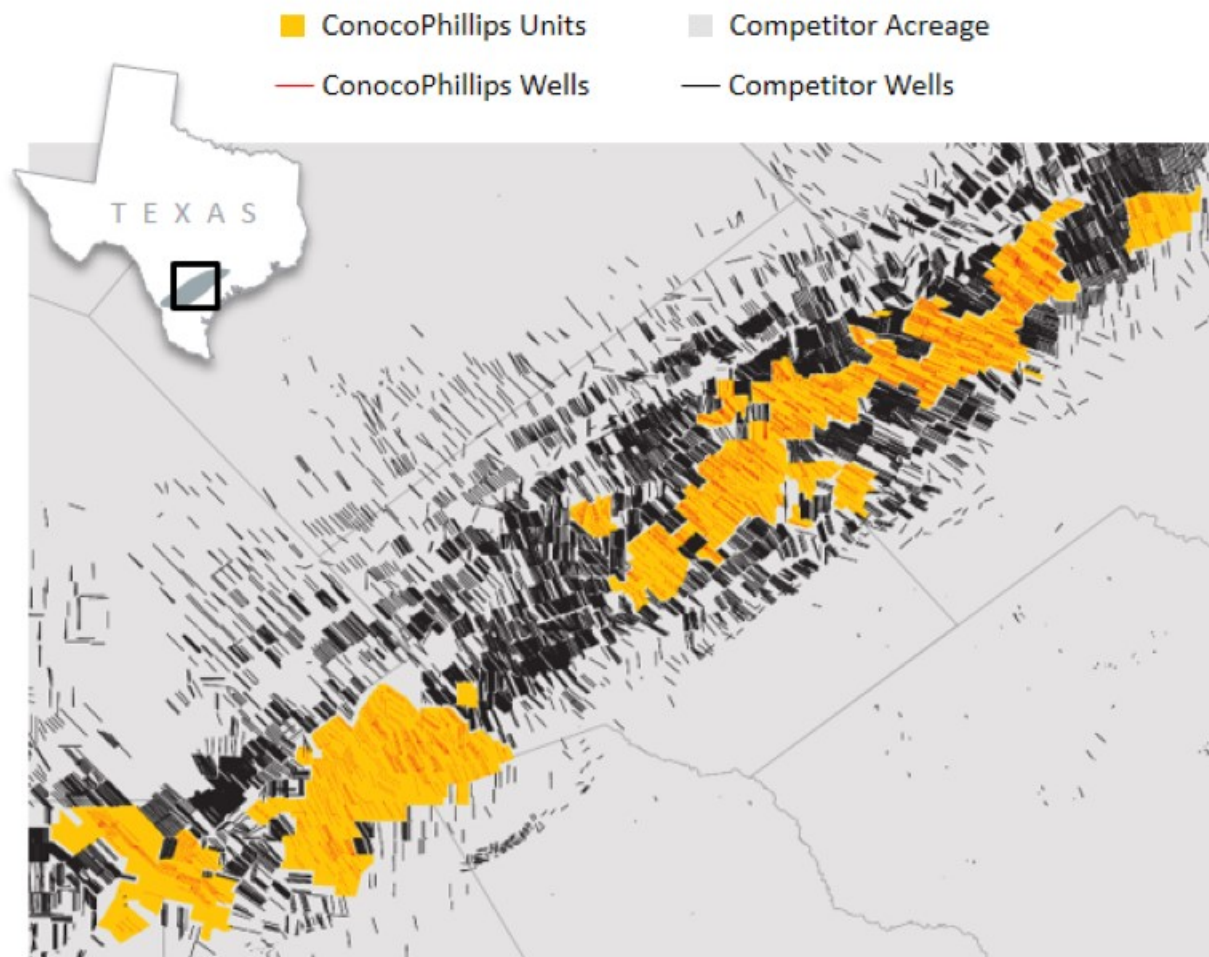 ConocoPhillips Units
Competitor Acreage
ConocoPhillips Wells
Competitor Wells
TEXAS